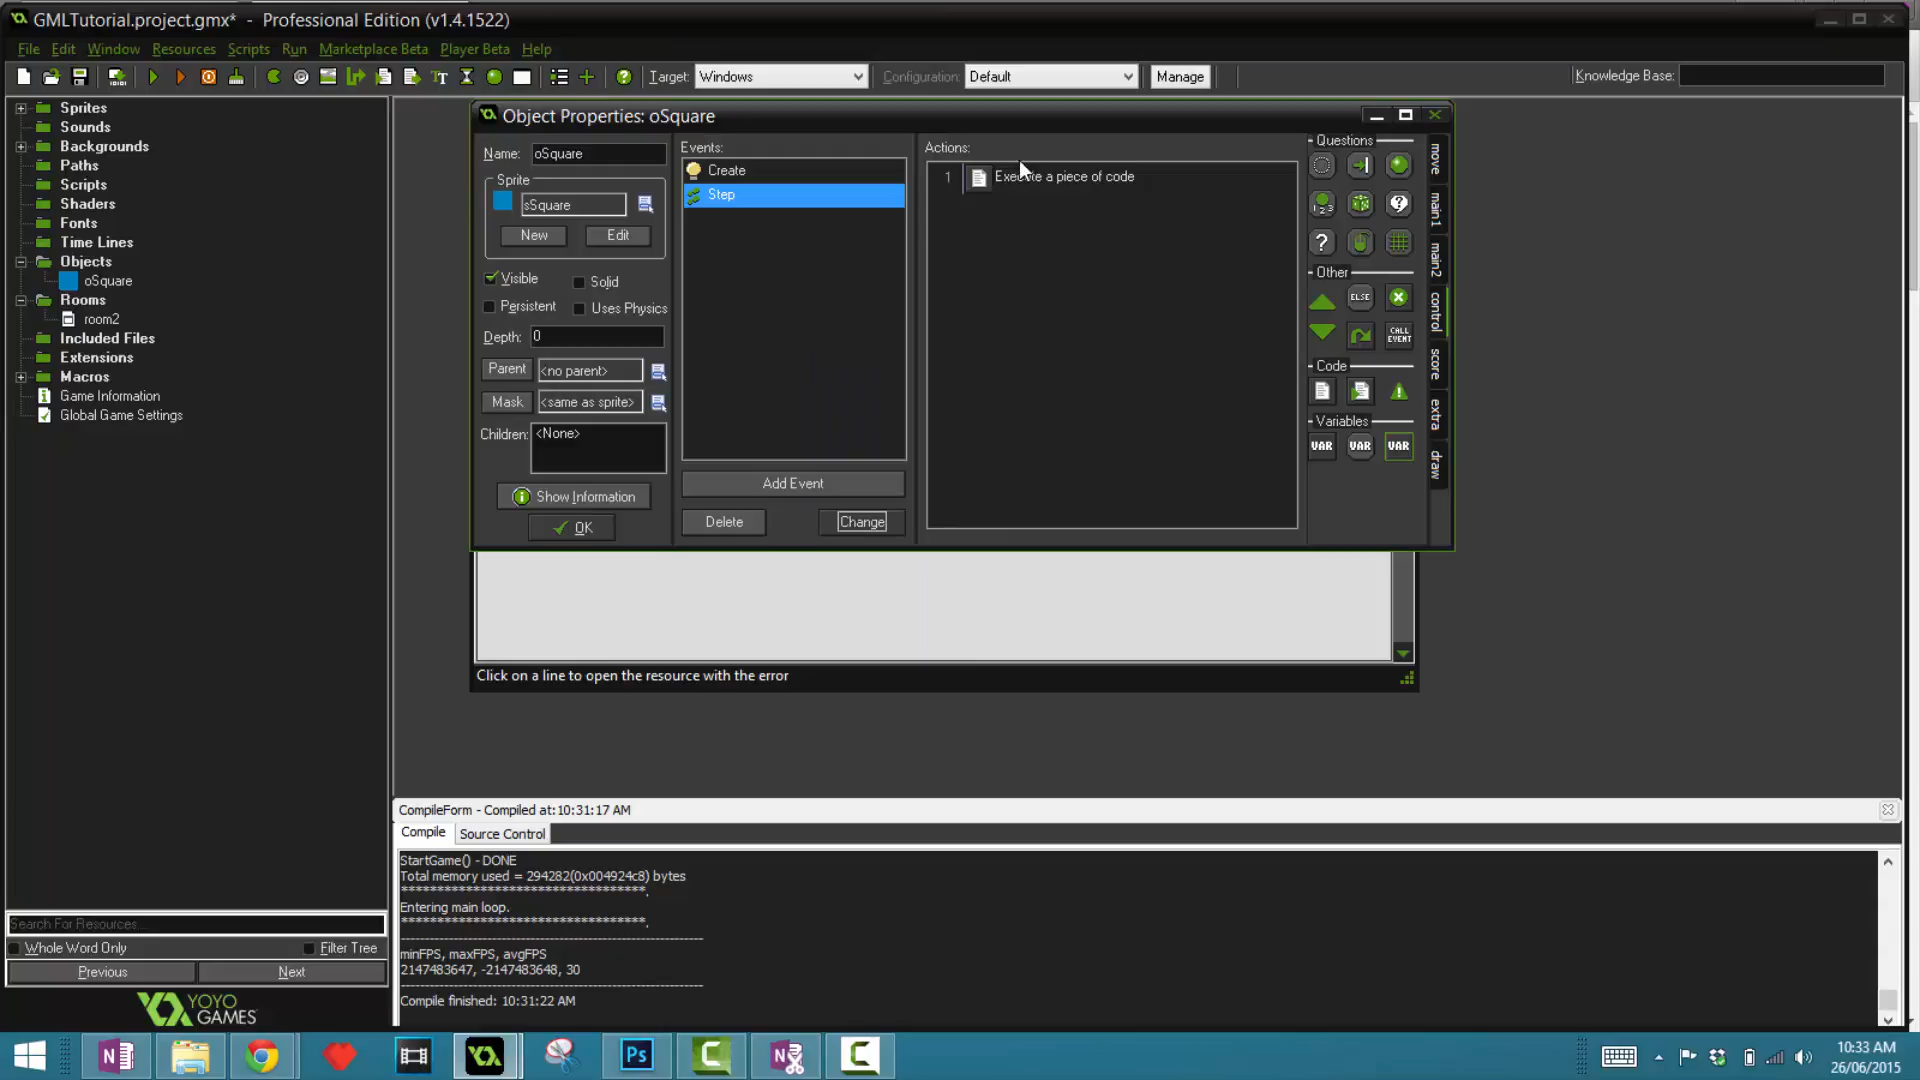 GMLTutorial.project.gmx* - Professional Edition (v1.4.1522)
File Edit Window Resources Scripts Run Marketplace Beta Player Beta Help
Target: Windows Configuration: Default Manage Knowledge Base:
Sprites
Sounds
Backgrounds
Paths
Scripts
Shaders
Fonts
Time Lines
Objects
oSquare
Rooms
room2
Included Files
Extensions
Macros
Game Information
Global Game Settings
Search For Resources...
Whole Word Only Filter Tree
Previous Next
YOYO
GAMES
Object Properties: oSquare
Name: oSquare
Sprite
sSquare
New Edit
Visible Solid
Persistent Uses Physics
Depth: 0
Parent <no parent>
Mask <same as sprite>
Children: <None>
Show Information
OK
Events:
Create
Step
Add Event
Delete Change
Actions:
1 Execute a piece of code
Questions
1 2 3
?
?
Other
ELSE
CALL
EVENT
Code
Variables
VAR VAR VAR
move
main1
main2
control
score
extra
draw
Click on a line to open the resource with the error
CompileForm - Compiled at:10:31:17 AM
Compile Source Control
StartGame() - DONE
Total memory used = 294282(0x004924c8) bytes
**********************************.
Entering main loop.
**********************************.
minFPS, maxFPS, avgFPS
2147483647, -2147483648, 30
Compile finished: 10:31:22 AM
N Ps C N C
10:33 AM
26/06/2015